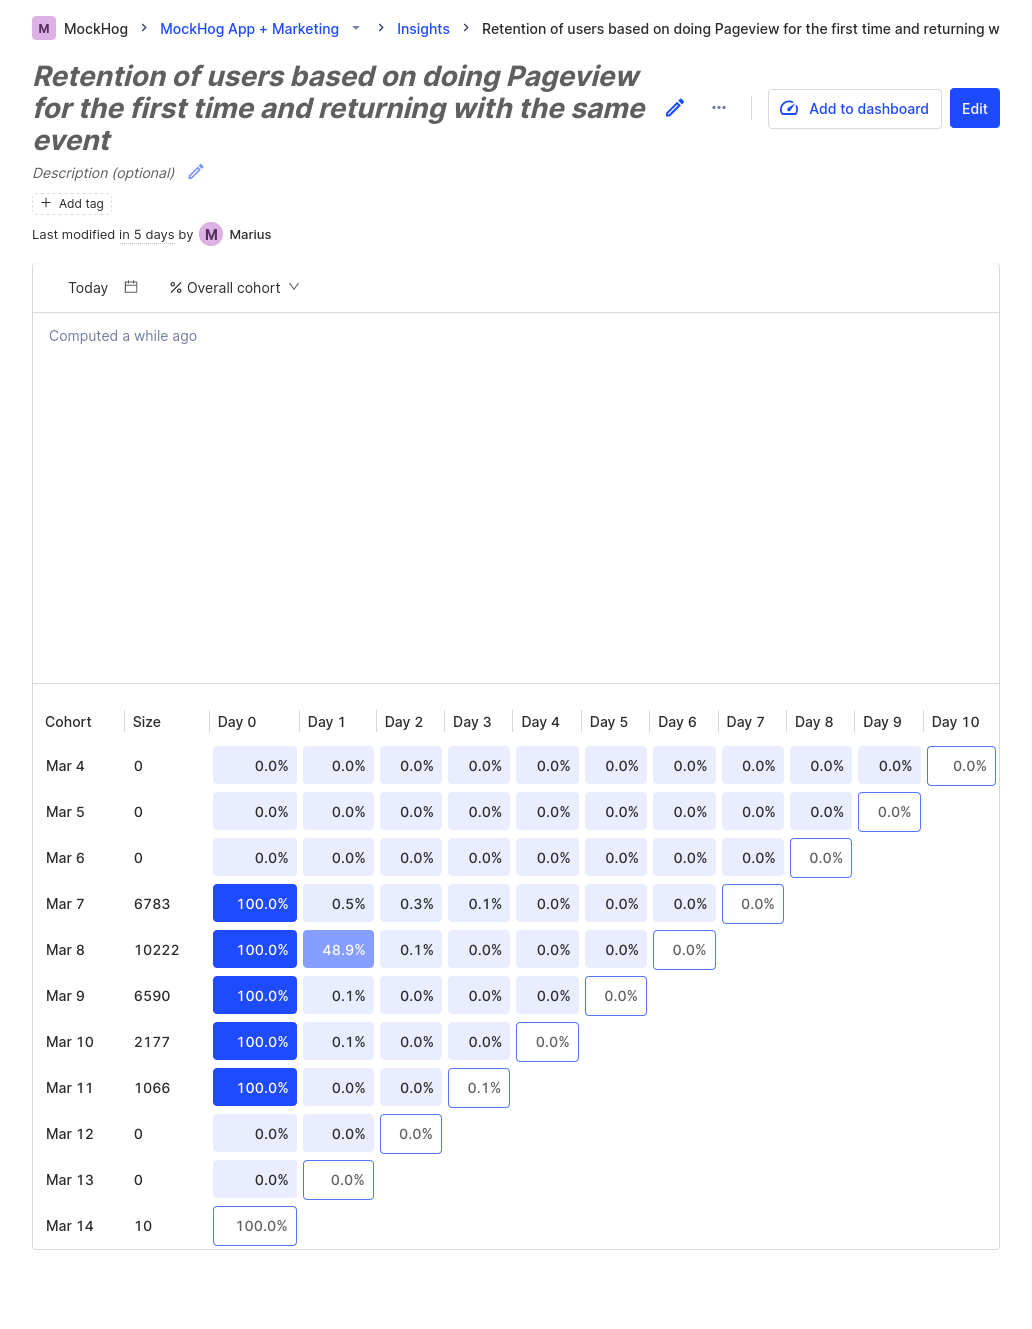 M MockHog > MockHog App + Marketing > Insights > Retention of users based on doing Pageview for the first time and returning w
Retention of users based on doing Pageview
for the first time and returning with the same
event
Add to dashboard Edit
Description (optional)
+ Add tag
Last modified in 5 days by M Marius
Today % Overall cohort
Computed a while ago
Cohort Size Day 0 Day 1 Day 2 Day 3 Day 4 Day 5 Day 6 Day 7 Day 8 Day 9 Day 10
Mar 4 0 0.0% 0.0% 0.0% 0.0% 0.0% 0.0% 0.0% 0.0% 0.0% 0.0% 0.0%
Mar 5 0 0.0% 0.0% 0.0% 0.0% 0.0% 0.0% 0.0% 0.0% 0.0% 0.0%
Mar 6 0 0.0% 0.0% 0.0% 0.0% 0.0% 0.0% 0.0% 0.0% 0.0%
Mar 7 6783 100.0% 0.5% 0.3% 0.1% 0.0% 0.0% 0.0% 0.0%
Mar 8 10222 100.0% 48.9% 0.1% 0.0% 0.0% 0.0% 0.0%
Mar 9 6590 100.0% 0.1% 0.0% 0.0% 0.0% 0.0%
Mar 10 2177 100.0% 0.1% 0.0% 0.0% 0.0%
Mar 11 1066 100.0% 0.0% 0.0% 0.1%
Mar 12 0 0.0% 0.0% 0.0%
Mar 13 0 0.0% 0.0%
Mar 14 10 100.0%